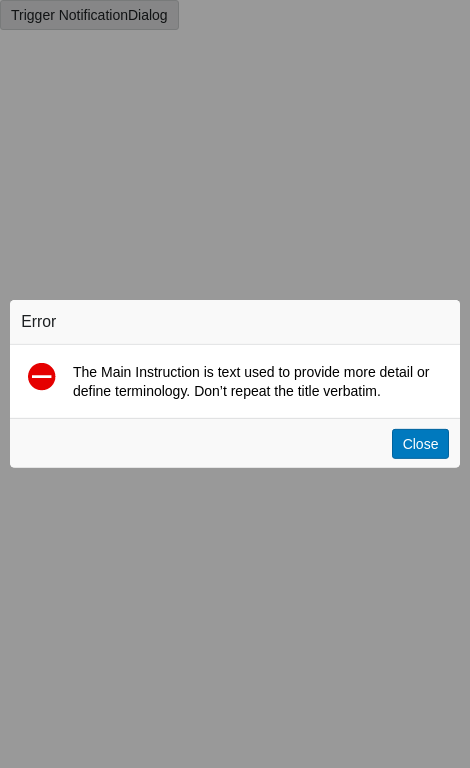 Trigger NotificationDialog
Error
The Main Instruction is text used to provide more detail or
define terminology. Don’t repeat the title verbatim.
Close